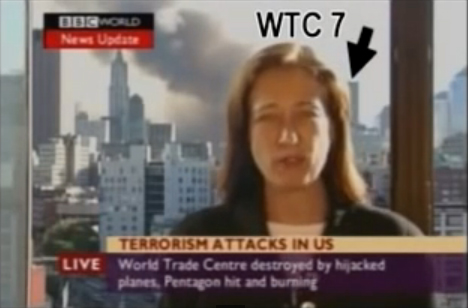 BBC WORLD
News Update
WTC 7
TERRORISM ATTACKS IN US
LIVE
World Trade Centre destroyed by hijacked
planes, Pentagon hit and burning